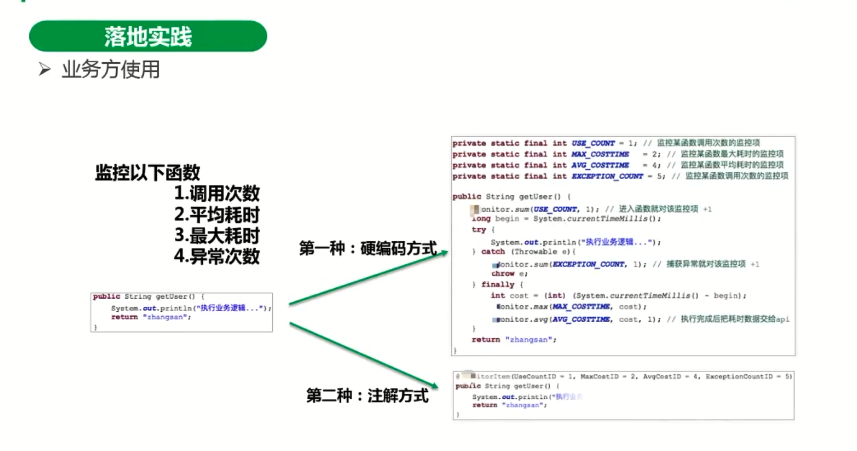 落地实践
➢ 业务方使用
监控以下函数
1.调用次数
2.平均耗时
3.最大耗时
4.异常次数
public String getUser() {
System.out.println("执行业务逻辑...");
return "zhangsan";
}
第一种：硬编码方式
第二种：注解方式
private static final int USE_COUNT = 1; // 监控某函数调用次数的监控项
private static final int MAX_COSTTIME = 2; // 监控某函数最大耗时的监控项
private static final int AVG_COSTTIME = 4; // 监控某函数平均耗时的监控项
private static final int EXCEPTION_COUNT = 5; // 监控某函数调用次数的监控项
public String getUser() {
onitor.sum(USE_COUNT, 1); // 进入函数就对该监控项 +1
long begin = System.currentTimeMillis();
try {
System.out.println("执行业务逻辑...");
} catch (Throwable e){
onitor.sum(EXCEPTION_COUNT, 1); // 捕获异常就对该监控项 +1
throw e;
} finally {
int cost = (int) (System.currentTimeMillis() - begin);
onitor.max(MAX_COSTTIME, cost);
onitor.avg(AVG_COSTTIME, cost, 1); // 执行完成后把耗时数据交给api
}
return "zhangsan";
}
@ itorItem(UseCountID = 1, MaxCostID = 2, AvgCostID = 4, ExceptionCountID = 5)
public String getUser() {
System.out.println("执行业务
return "zhangsan";
}